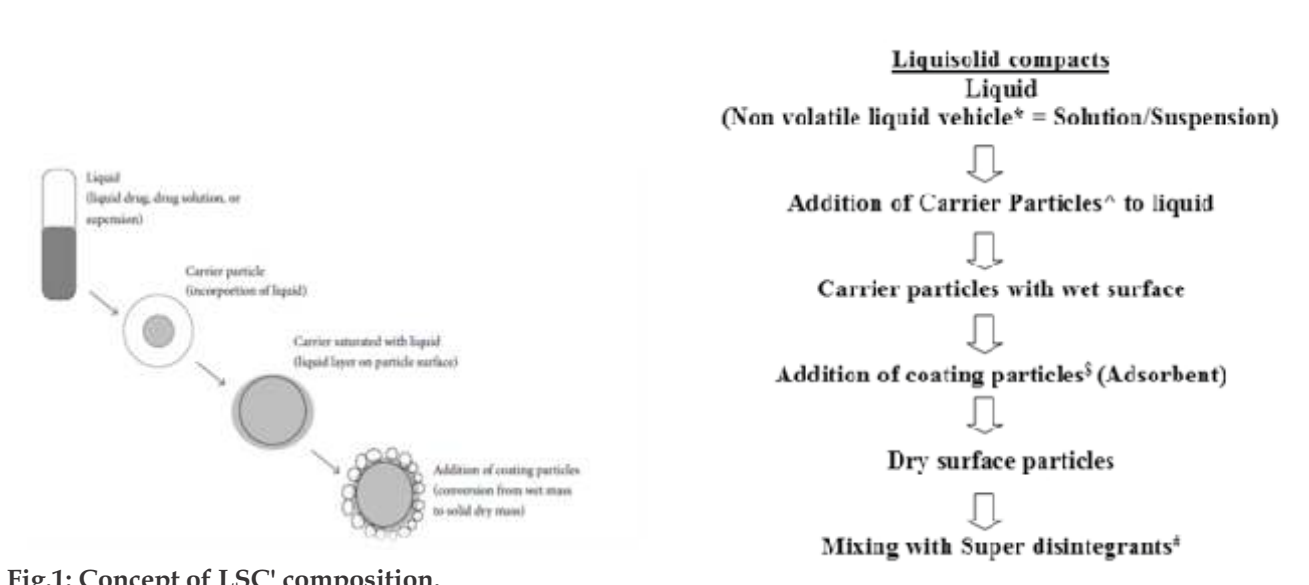 Liquid
(liquid drug, drug solution, or
supension)
Carrier particle
(incorportion of liquid)
Carrier saturated with liquid
(liquid layer on particle surface)
Addition of coating particles
(conversion from wet mass
to solid dry mass)
Fig.1: Concept of LSC' composition.
Liquisolid compacts
Liquid
(Non volatile liquid vehicle* = Solution/Suspension)
Addition of Carrier Particles^ to liquid
Carrier particles with wet surface
Addition of coating particles$ (Adsorbent)
Dry surface particles
Mixing with Super disintegrants#